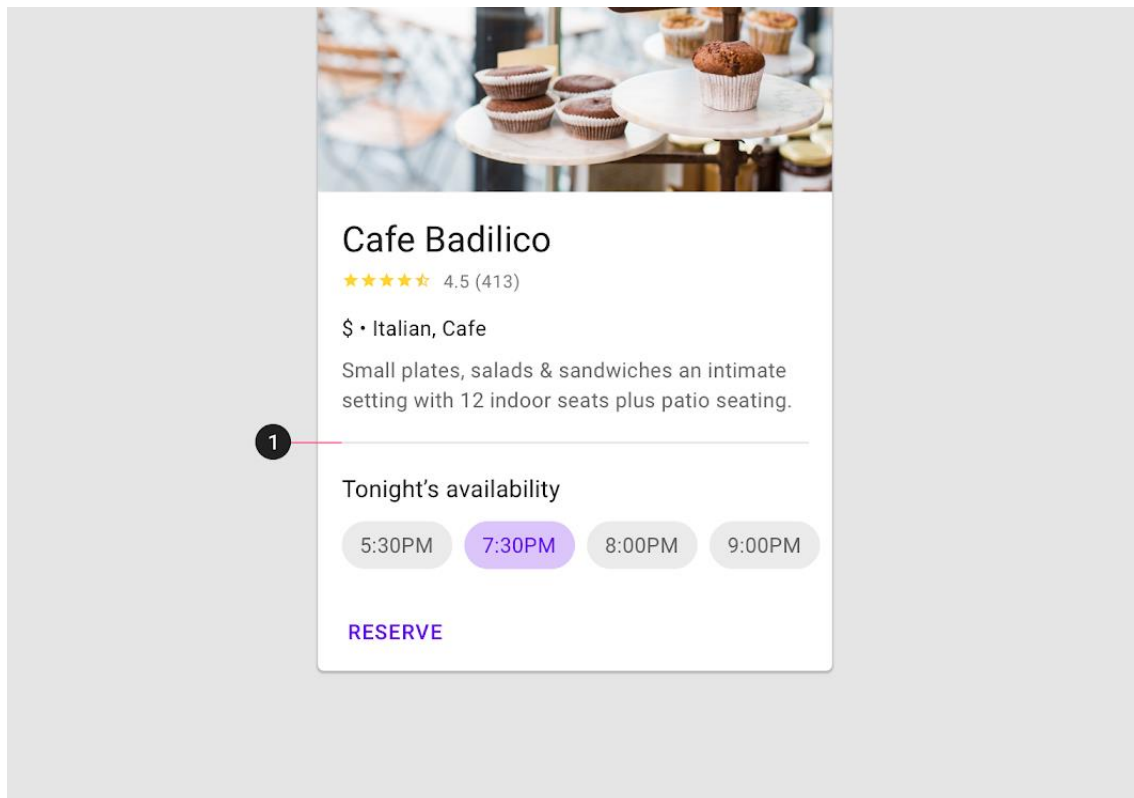 Cafe Badilico
4.5 (413)
$ • Italian, Cafe
Small plates, salads & sandwiches an intimate
setting with 12 indoor seats plus patio seating.
1
Tonight’s availability
5:30PM 7:30PM 8:00PM 9:00PM
RESERVE